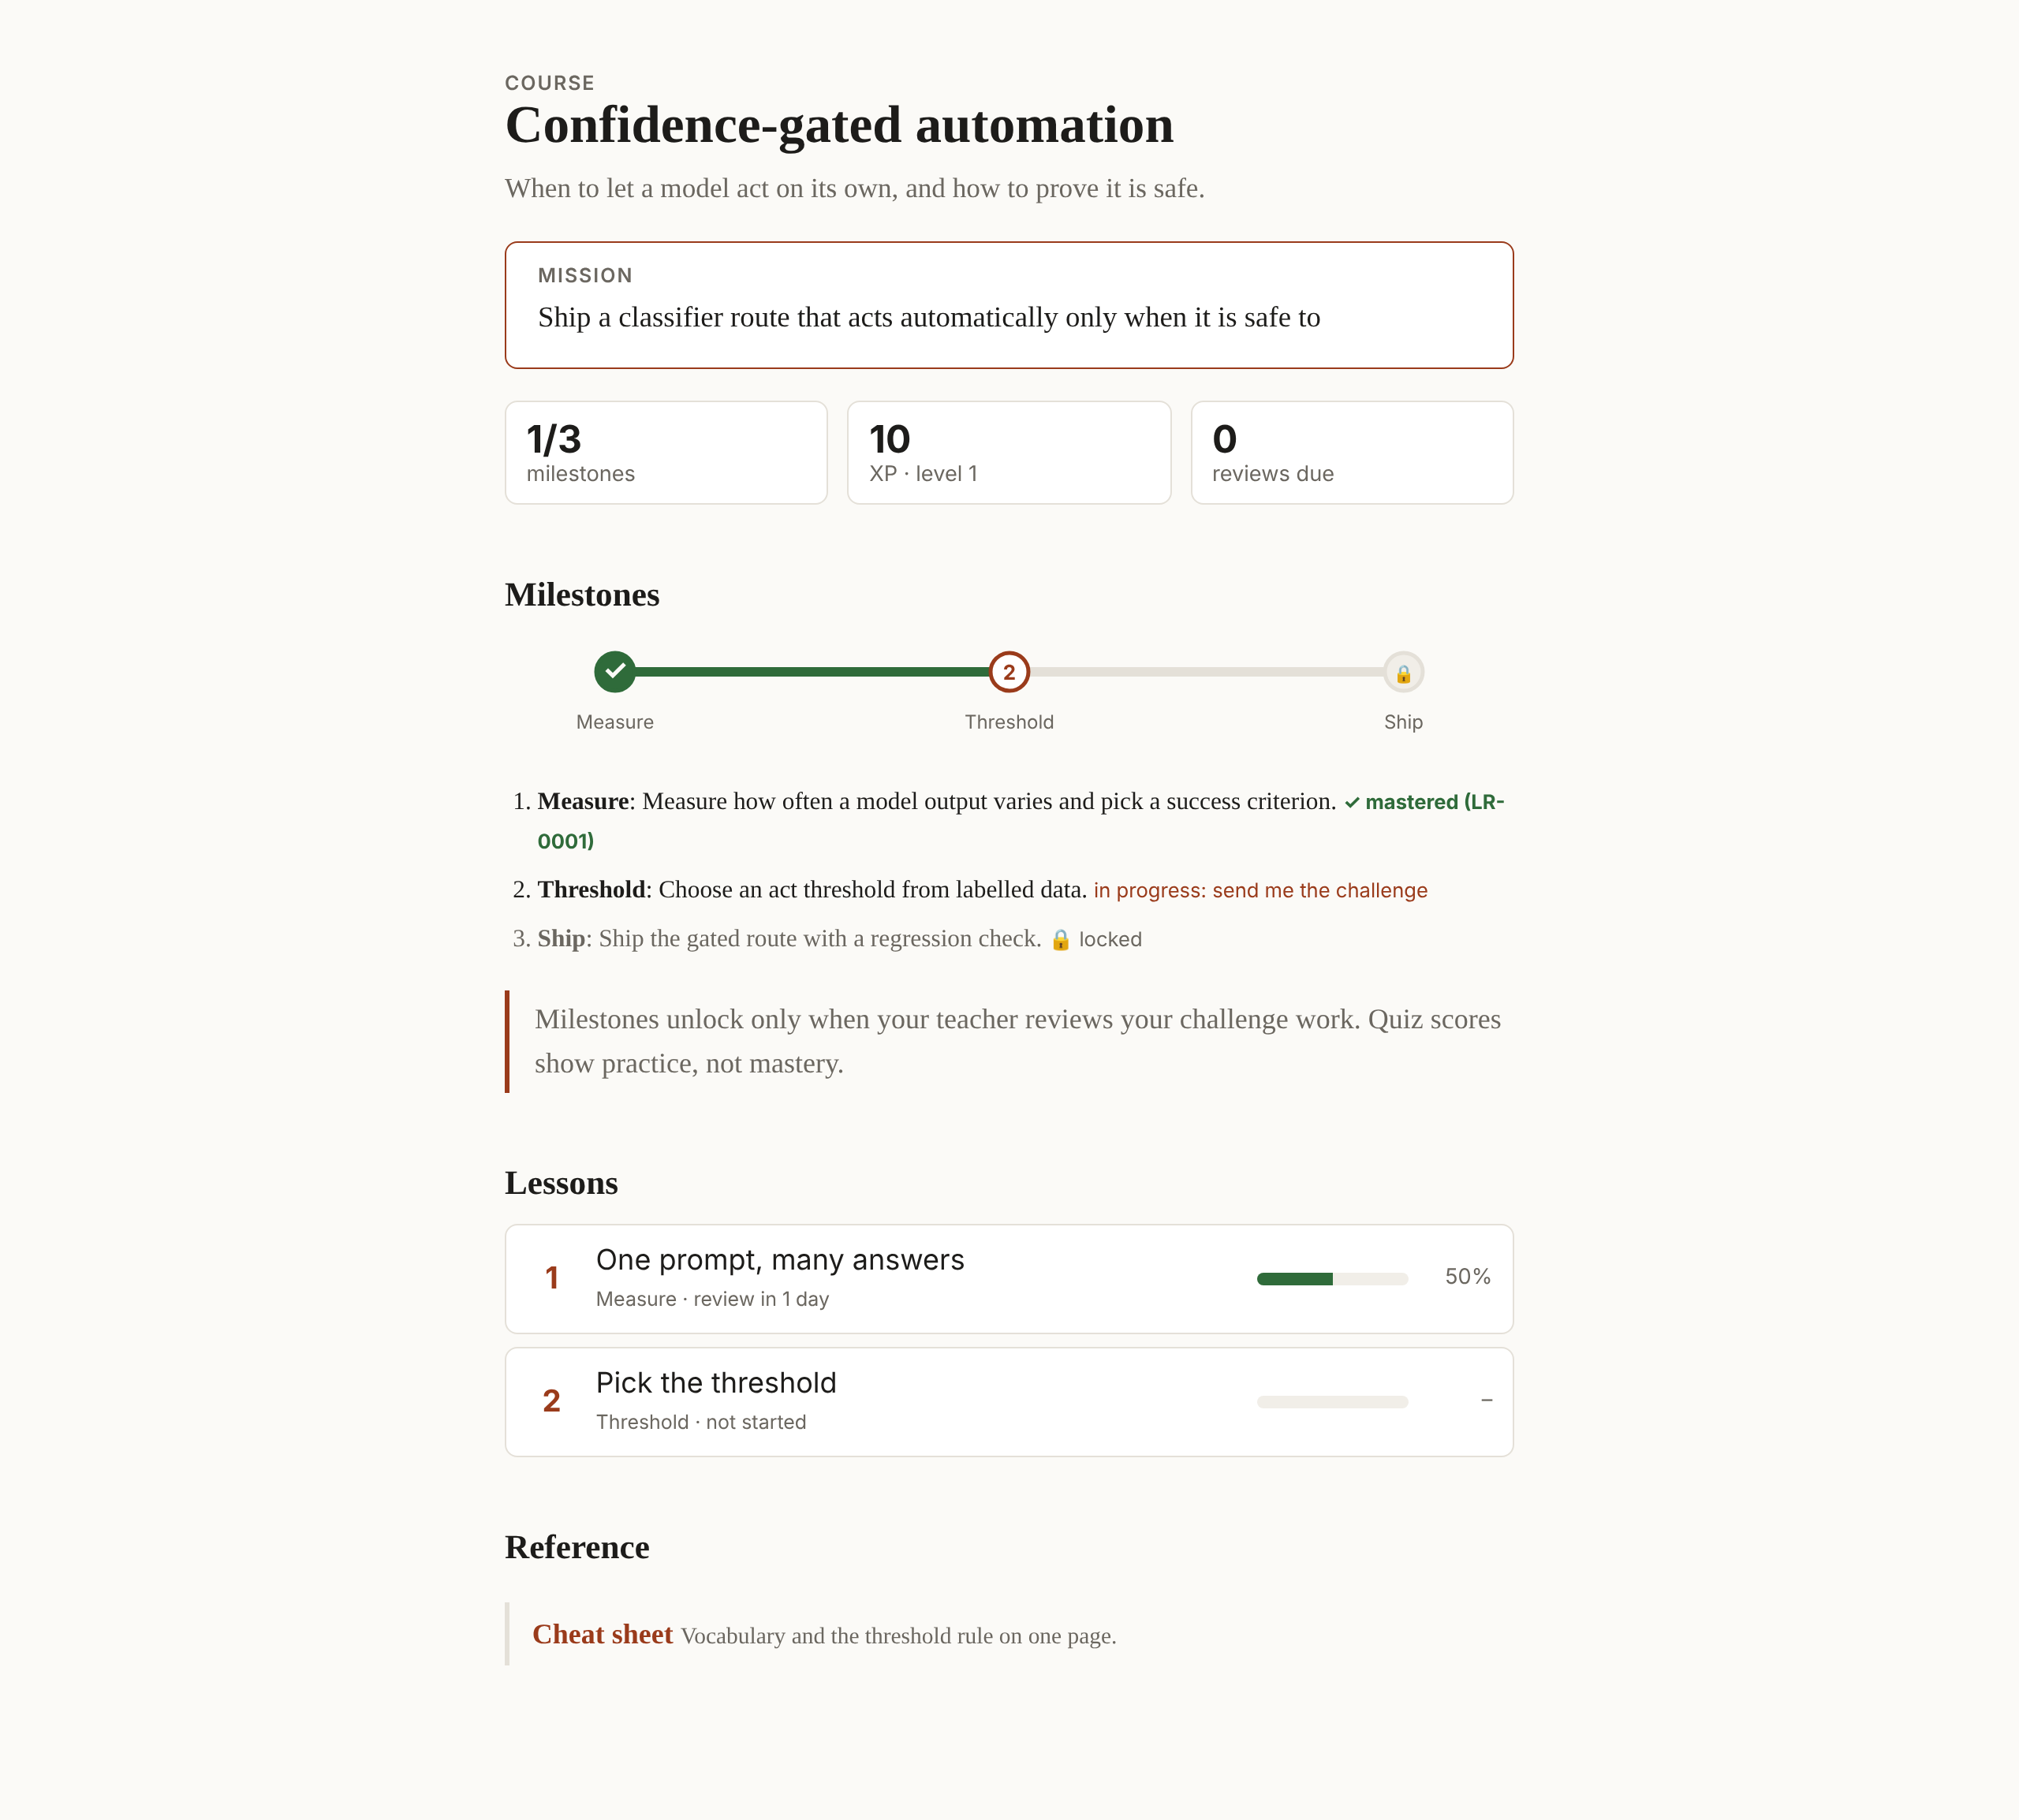 COURSE
Confidence-gated automation
When to let a model act on its own, and how to prove it is safe.
MISSION
Ship a classifier route that acts automatically only when it is safe to
1/3
milestones
10
XP · level 1
0
reviews due
Milestones
✓
2
🔒
Measure
Threshold
Ship
1. Measure: Measure how often a model output varies and pick a success criterion. ✓ mastered (LR-
0001)
2. Threshold: Choose an act threshold from labelled data. in progress: send me the challenge
3. Ship: Ship the gated route with a regression check. 🔒 locked
Milestones unlock only when your teacher reviews your challenge work. Quiz scores
show practice, not mastery.
Lessons
1
One prompt, many answers
Measure · review in 1 day
50%
2
Pick the threshold
Threshold · not started
–
Reference
Cheat sheet Vocabulary and the threshold rule on one page.